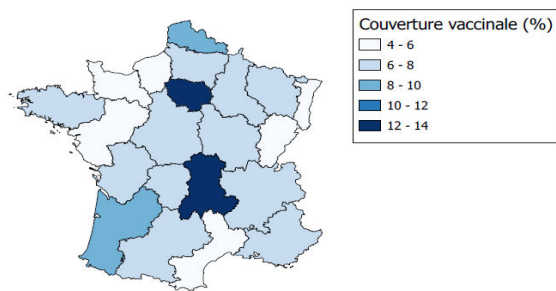 Couverture vaccinale (%)
4 - 6
6 - 8
8 - 10
10 - 12
12 - 14